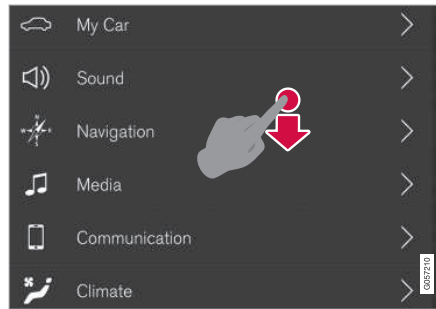 My Car
Sound
Navigation
Media
Communication
Climate
G057210